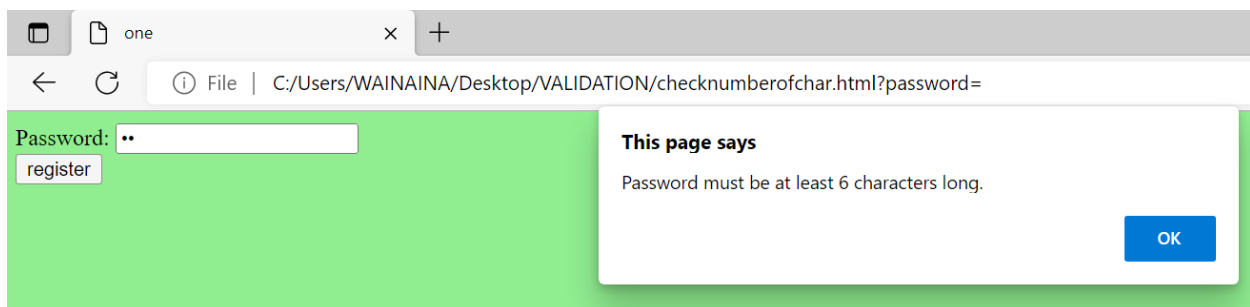 one
File | C:/Users/WAINAINA/Desktop/VALIDATION/checknumberofchar.html?password=
This page says
Password must be at least 6 characters long.
OK
Password: ••
register